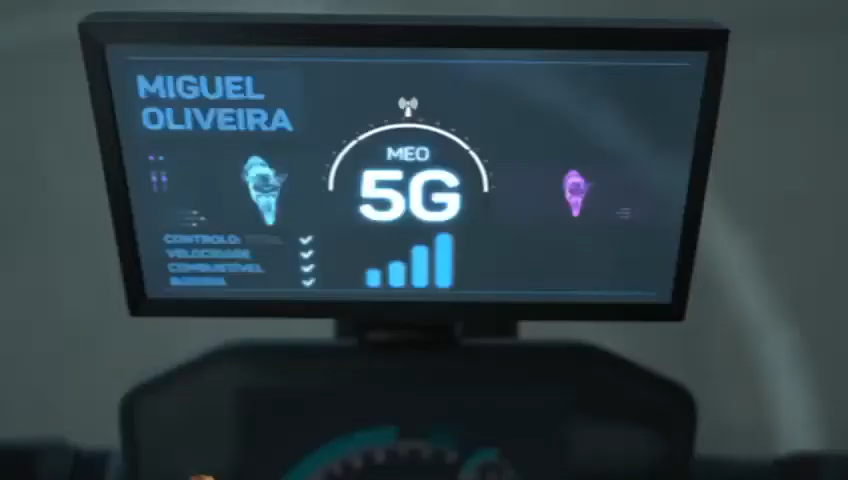 MIGUEL
OLIVEIRA
MEO
5G
CONTROLO:
VELOCIDADE
COMBUSTÍVEL